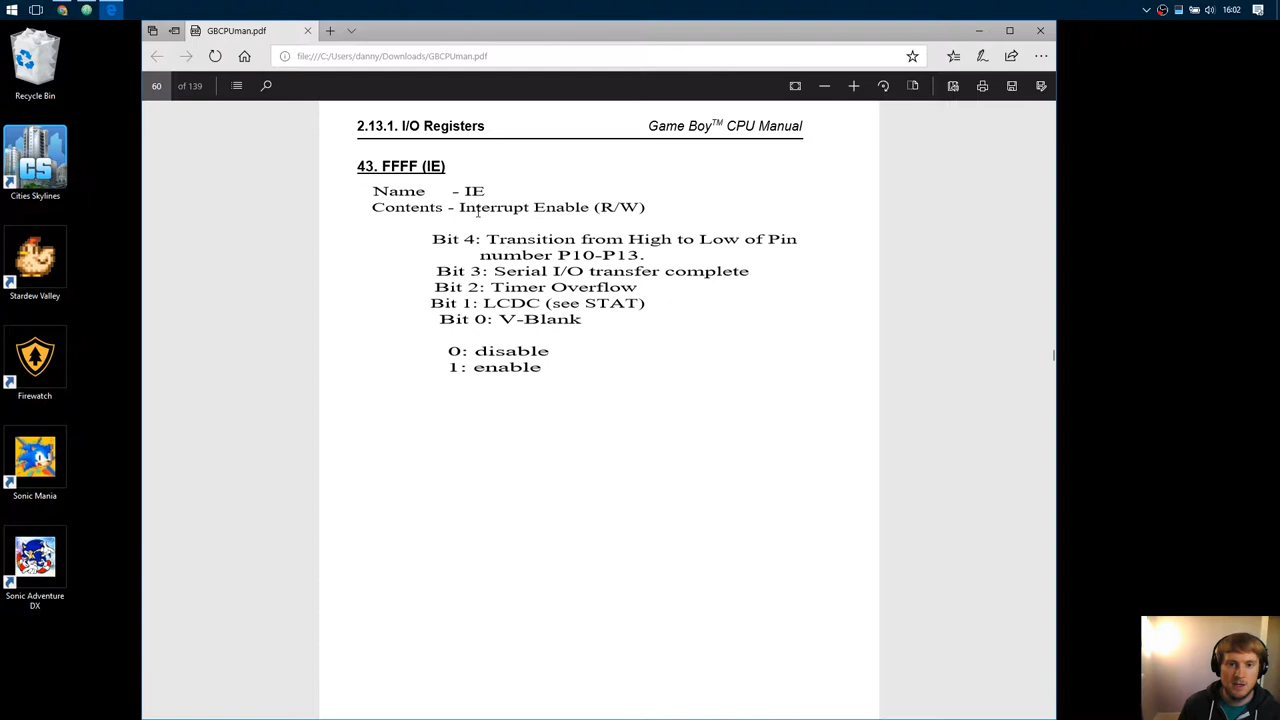 16:02
GBCPUman.pdf
file:///C:/Users/danny/Downloads/GBCPUman.pdf
60 of 139
Recycle Bin
CS
Cities Skylines
Stardew Valley
Firewatch
Sonic Mania
Sonic Adventure
DX
2.13.1. I/O Registers Game Boy™ CPU Manual
43. FFFF (IE)
Name - IE
Contents - Interrupt Enable (R/W)
Bit 4: Transition from High to Low of Pin
number P10-P13.
Bit 3: Serial I/O transfer complete
Bit 2: Timer Overflow
Bit 1: LCDC (see STAT)
Bit 0: V-Blank
0: disable
1: enable